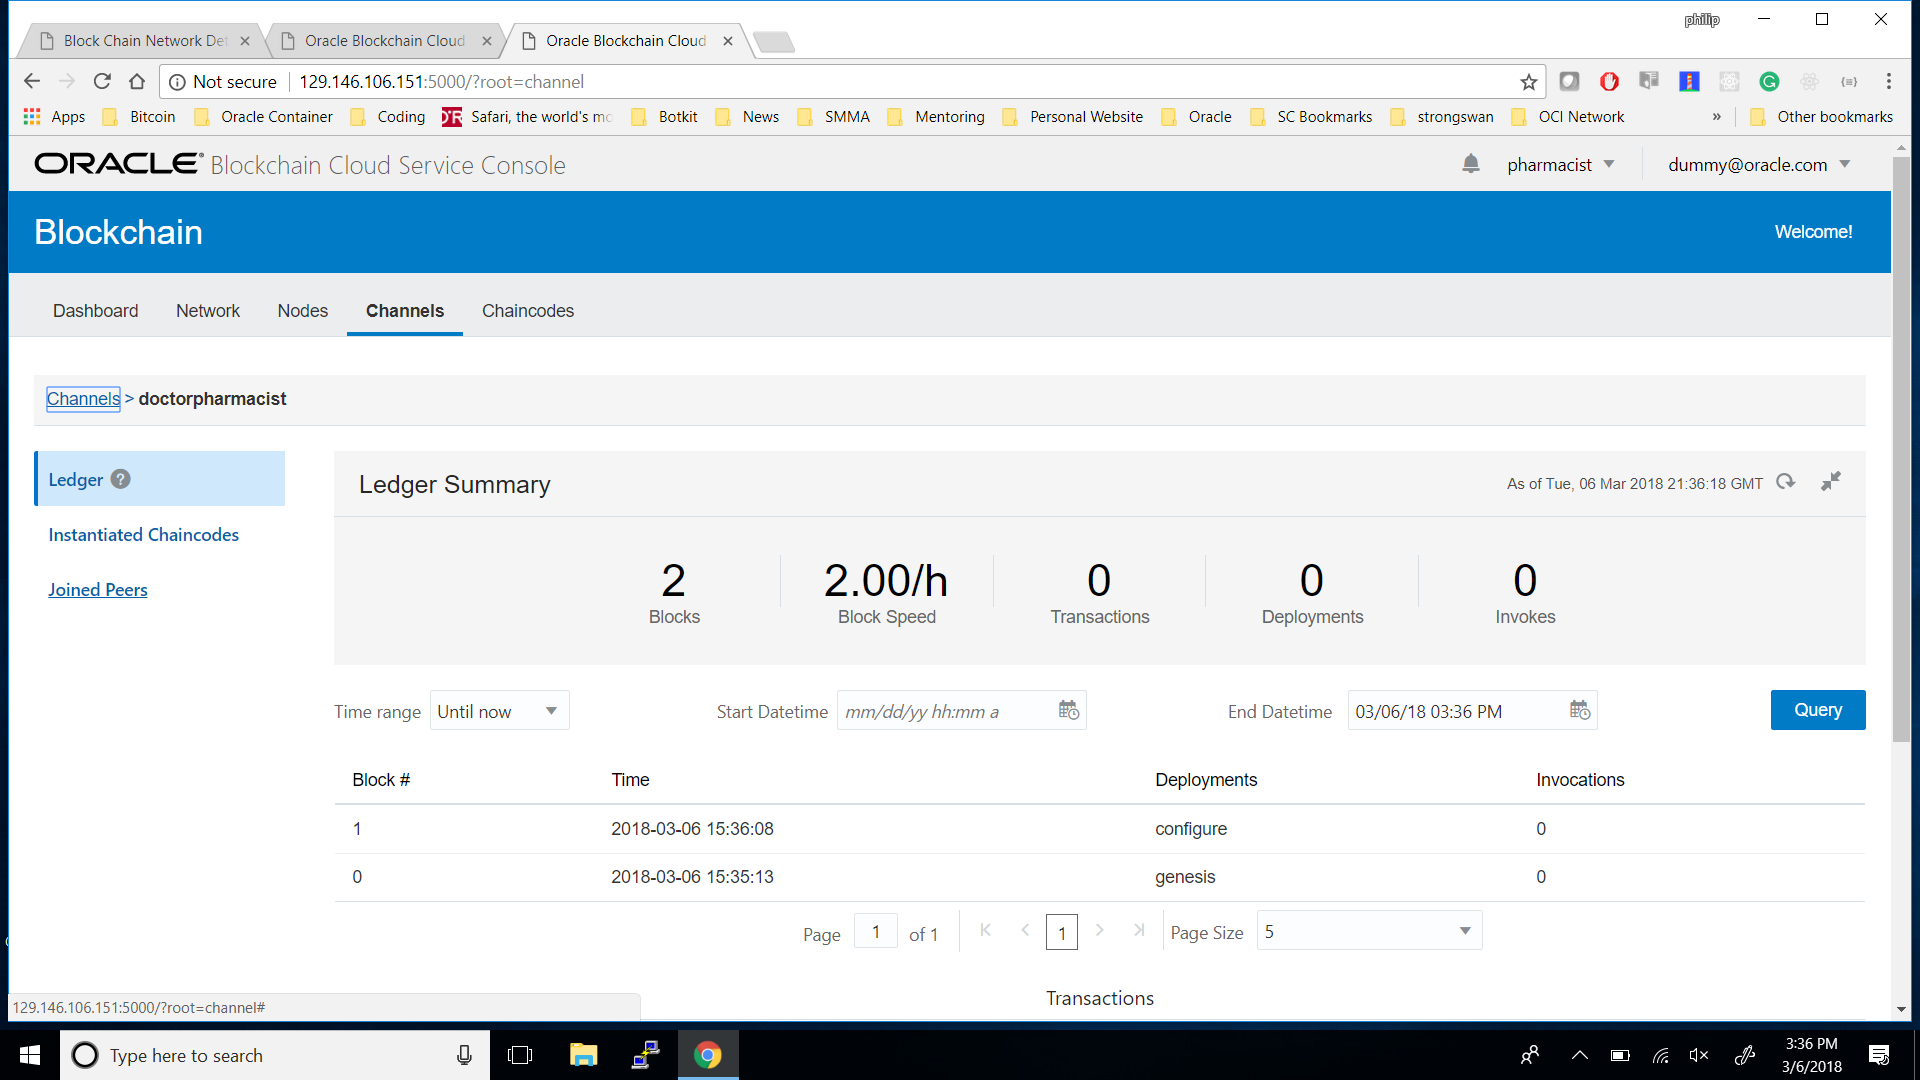 philip
Block Chain Network Det
Oracle Blockchain Cloud
Oracle Blockchain Cloud
Not secure 129.146.106.151:5000/?root=channel
Apps Bitcoin Oracle Container Coding Safari, the world's mo Botkit News SMMA Mentoring Personal Website Oracle SC Bookmarks strongswan OCI Network » Other bookmarks
ORACLE® Blockchain Cloud Service Console pharmacist dummy@oracle.com
Blockchain Welcome!
Dashboard Network Nodes Channels Chaincodes
Channels > doctorpharmacist
Ledger ?
Instantiated Chaincodes
Joined Peers
Ledger Summary As of Tue, 06 Mar 2018 21:36:18 GMT
2 2.00/h 0 0 0
Blocks Block Speed Transactions Deployments Invokes
Time range Until now Start Datetime mm/dd/yy hh:mm a End Datetime 03/06/18 03:36 PM Query
Block # Time Deployments Invocations
1 2018-03-06 15:36:08 configure 0
0 2018-03-06 15:35:13 genesis 0
Page 1 of 1 1 Page Size 5
Transactions
129.146.106.151:5000/?root=channel#
Type here to search
3:36 PM
3/6/2018